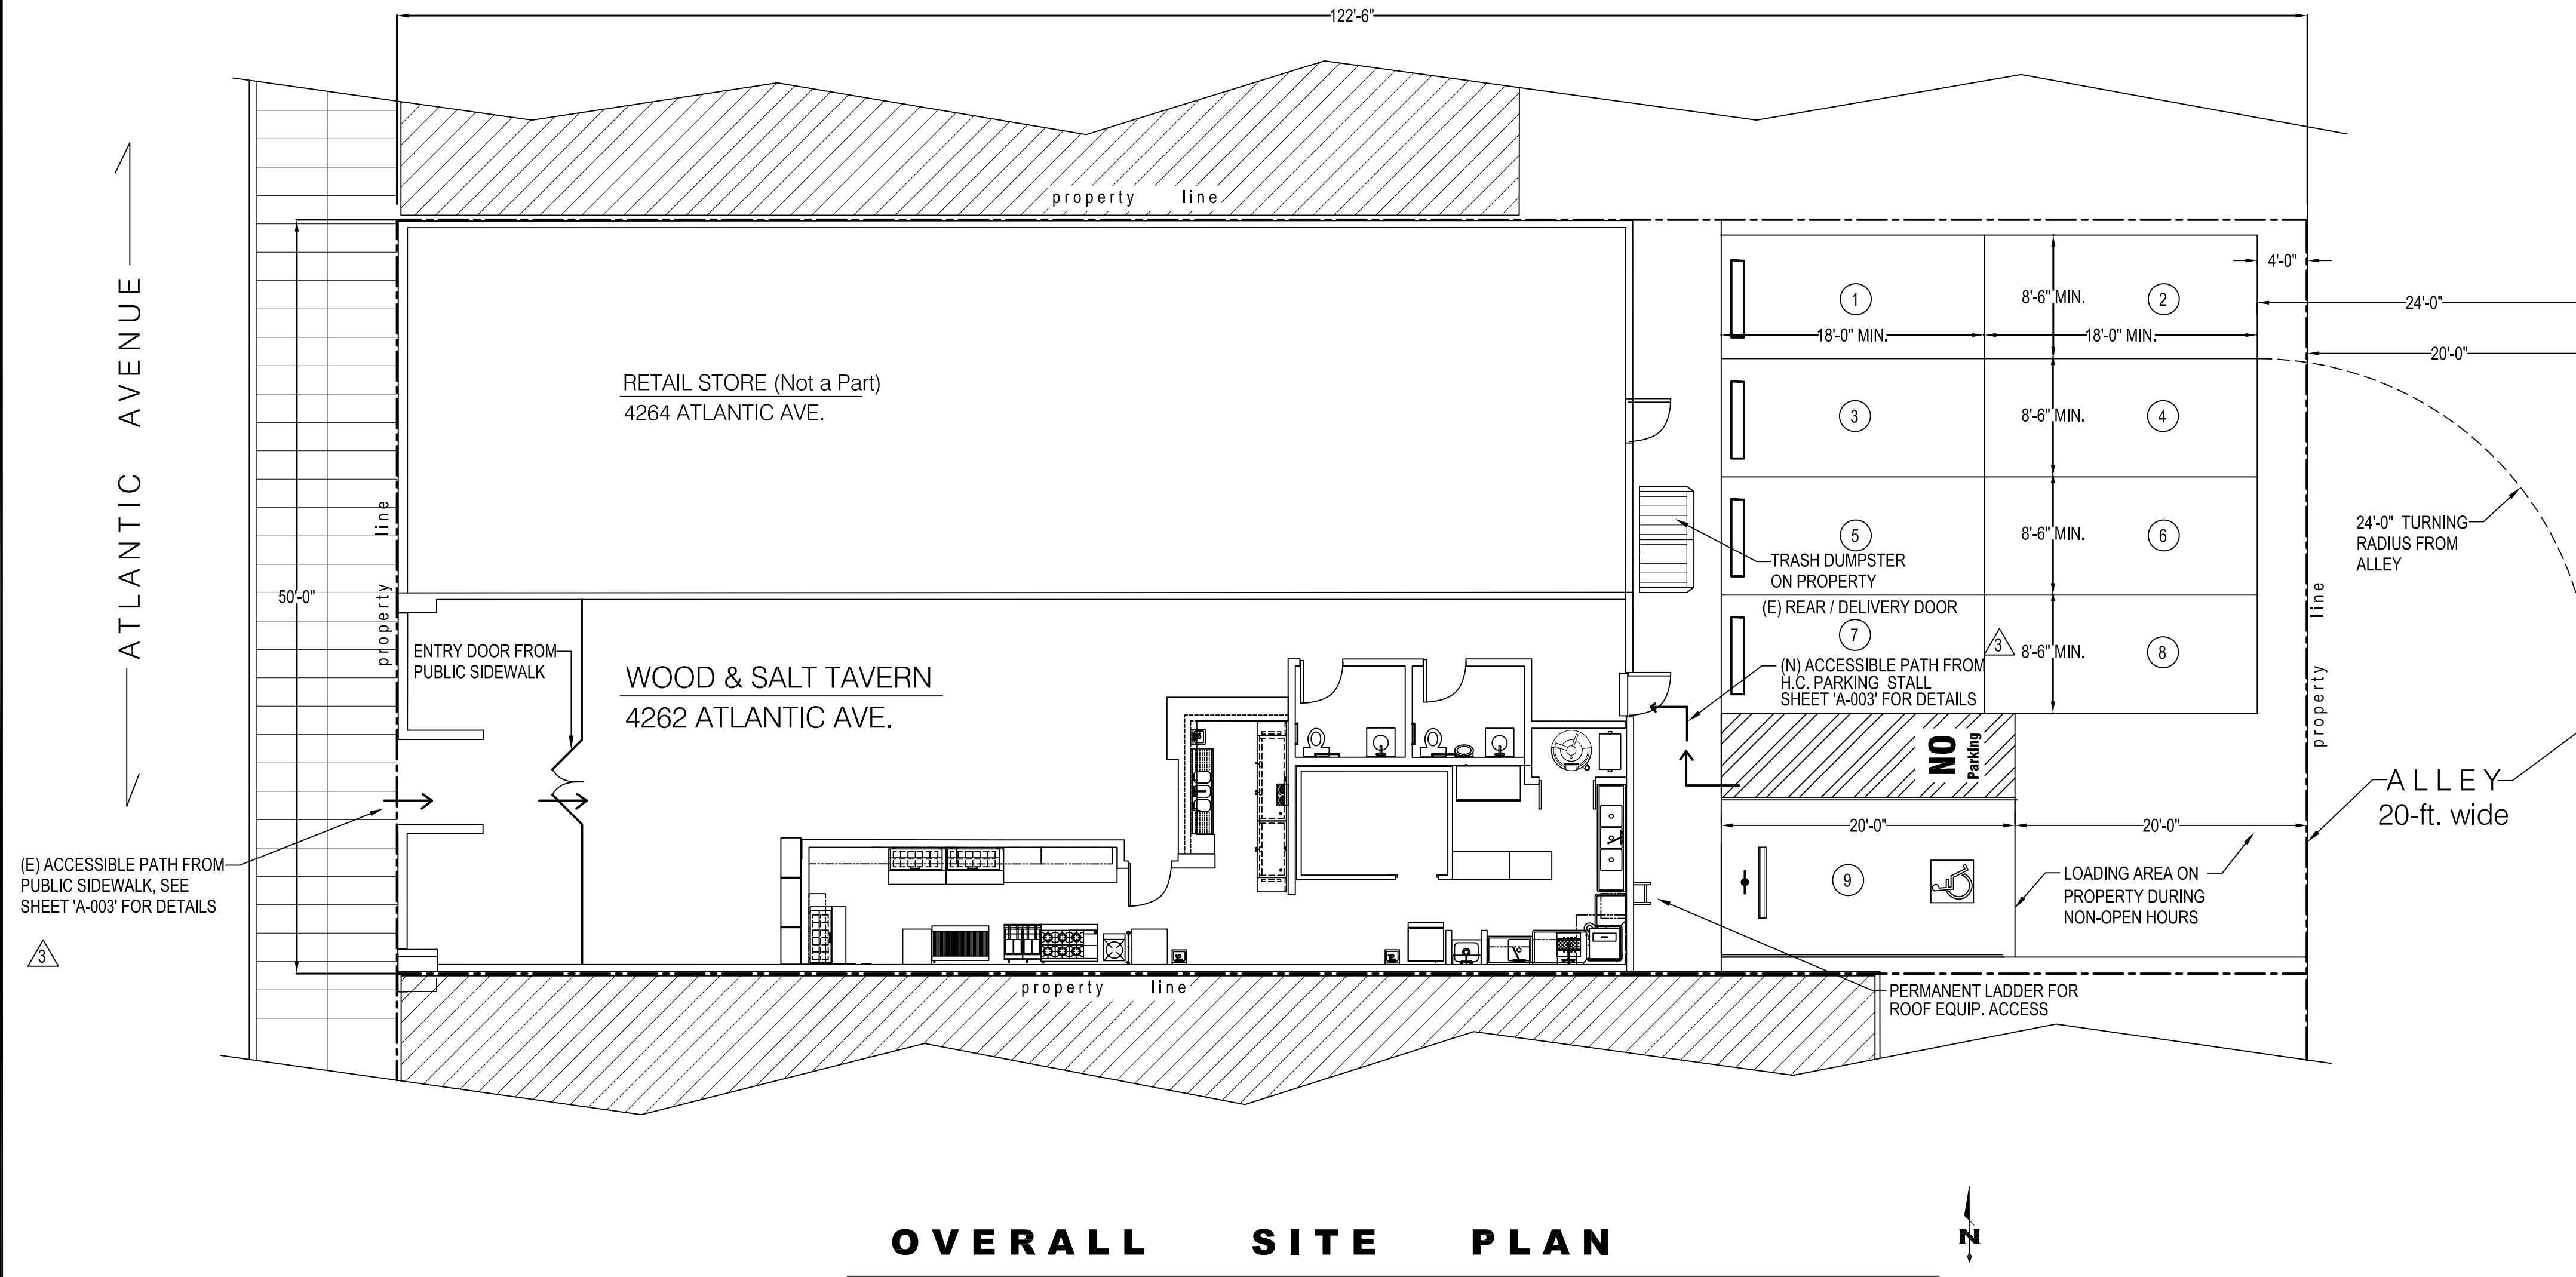 122'-6"
ATLANTIC AVENUE
property line
4'-0"
1
8'-6" MIN.
2
24'-0"
18'-0" MIN.
18'-0" MIN.
20'-0"
RETAIL STORE (Not a Part)
4264 ATLANTIC AVE.
3
8'-6" MIN.
4
property line
50'-0"
5
8'-6" MIN.
6
TRASH DUMPSTER
ON PROPERTY
24'-0" TURNING
RADIUS FROM
ALLEY
(E) REAR / DELIVERY DOOR
7
3
8'-6" MIN.
8
property line
ENTRY DOOR FROM
PUBLIC SIDEWALK
WOOD & SALT TAVERN
4262 ATLANTIC AVE.
(N) ACCESSIBLE PATH FROM
H.C. PARKING STALL
SHEET 'A-003' FOR DETAILS
NO
Parking
ALLEY
20-ft. wide
20'-0"
20'-0"
(E) ACCESSIBLE PATH FROM
PUBLIC SIDEWALK, SEE
SHEET 'A-003' FOR DETAILS
3
9
LOADING AREA ON
PROPERTY DURING
NON-OPEN HOURS
property line
PERMANENT LADDER FOR
ROOF EQUIP. ACCESS
OVERALL SITE PLAN
N